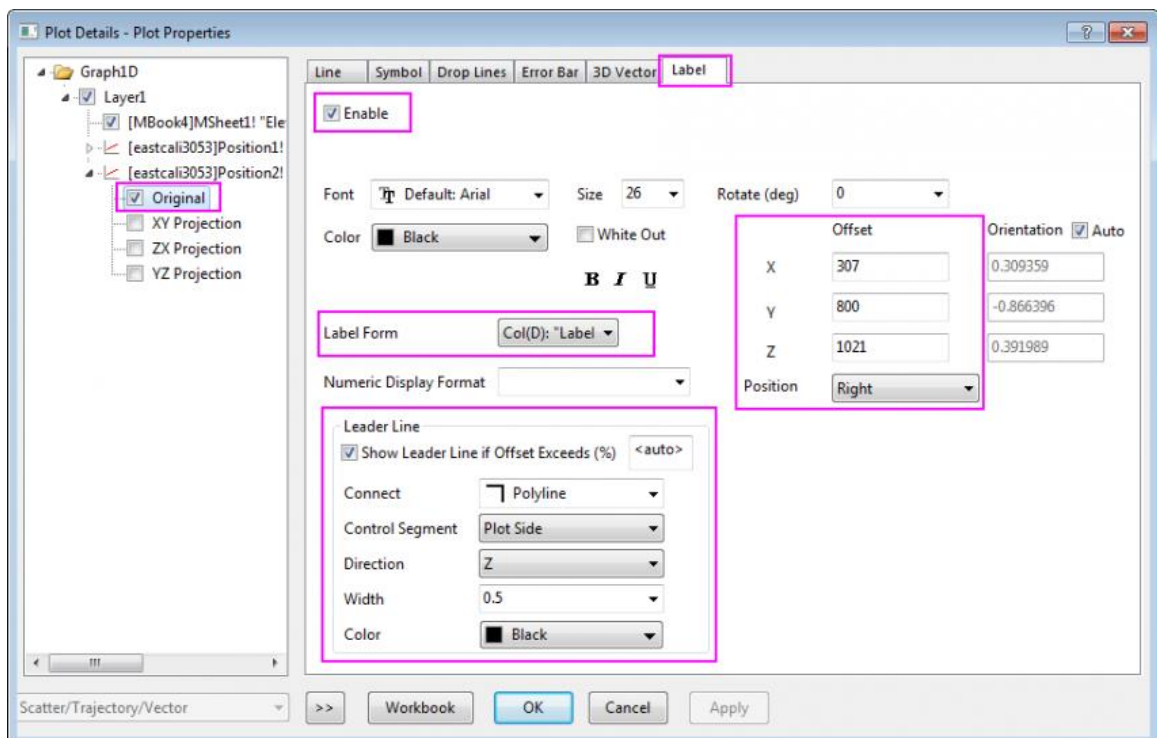 Plot Details - Plot Properties
Graph1D
Layer1
[MBook4]MSheet1! "Ele
[eastcali3053]Position1!
[eastcali3053]Position2!
Original
XY Projection
ZX Projection
YZ Projection
Line Symbol Drop Lines Error Bar 3D Vector Label
Enable
Font Default: Arial Size 26 Rotate (deg) 0
Color Black White Out Offset Orientation Auto
X 307 0.309359
B I U
Y 800 -0.866396
Label Form Col(D): "Label
Z 1021 0.391989
Numeric Display Format Position Right
Leader Line
Show Leader Line if Offset Exceeds (%) <auto>
Connect Polyline
Control Segment Plot Side
Direction Z
Width 0.5
Color Black
Scatter/Trajectory/Vector >> Workbook OK Cancel Apply